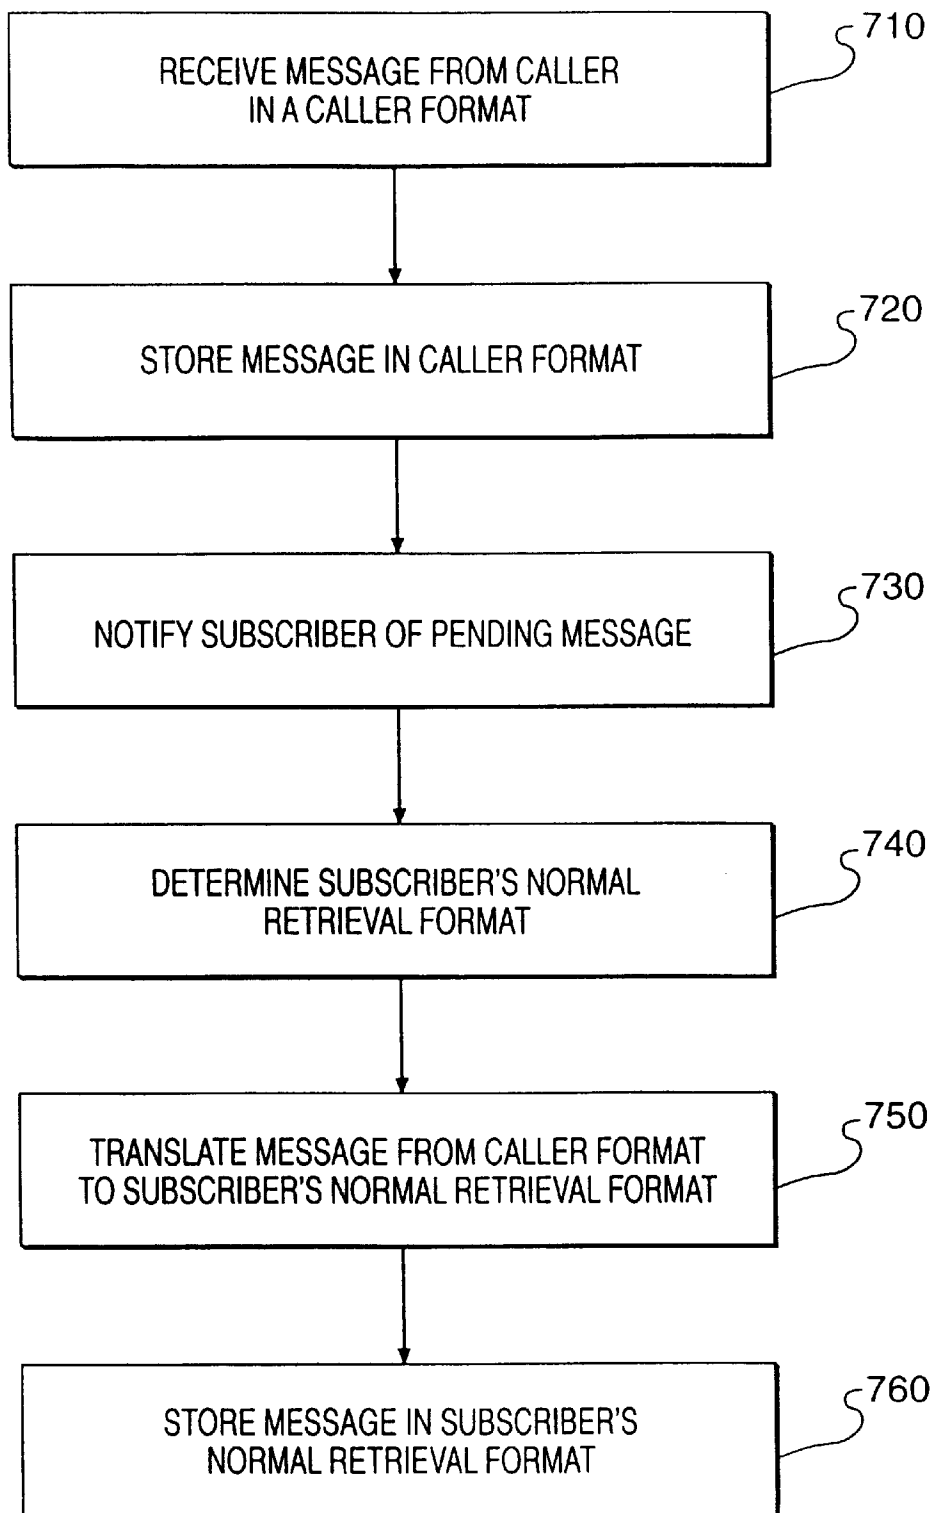 710
RECEIVE MESSAGE FROM CALLER
IN A CALLER FORMAT
720
STORE MESSAGE IN CALLER FORMAT
730
NOTIFY SUBSCRIBER OF PENDING MESSAGE
740
DETERMINE SUBSCRIBER'S NORMAL
RETRIEVAL FORMAT
750
TRANSLATE MESSAGE FROM CALLER FORMAT
TO SUBSCRIBER'S NORMAL RETRIEVAL FORMAT
760
STORE MESSAGE IN SUBSCRIBER'S
NORMAL RETRIEVAL FORMAT